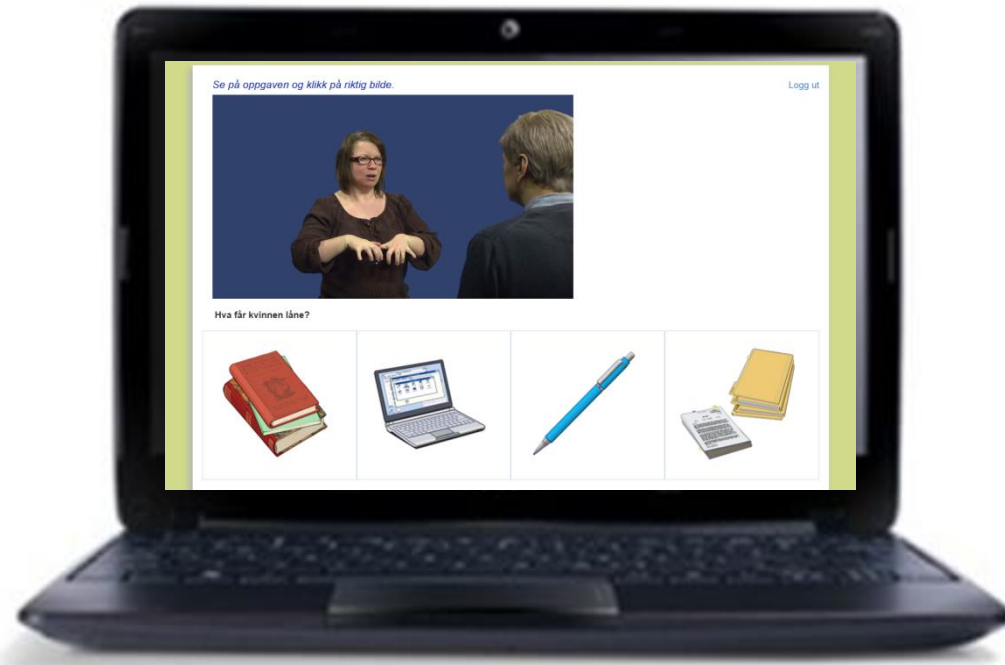 Se på oppgaven og klikk på riktig bilde.
Logg ut
Hva får kvinnen låne?